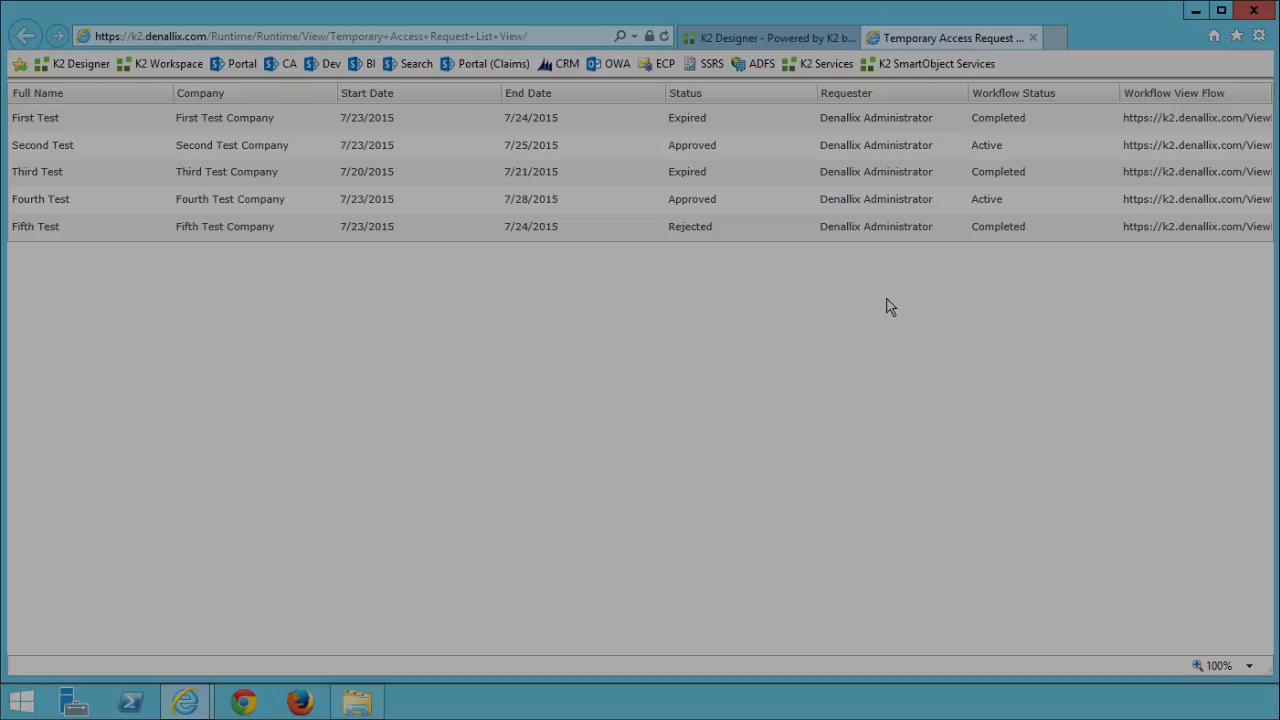 https://k2.denallix.com/Runtime/Runtime/View/Temporary+Access+Request+List+View/
K2 Designer - Powered by K2 b...
Temporary Access Request ...
K2 Designer K2 Workspace Portal CA Dev BI Search Portal (Claims) CRM OWA ECP SSRS ADFS K2 Services K2 SmartObject Services
Full Name Company Start Date End Date Status Requester Workflow Status Workflow View Flow
First Test First Test Company 7/23/2015 7/24/2015 Expired Denallix Administrator Completed https://k2.denallix.com/View
Second Test Second Test Company 7/23/2015 7/25/2015 Approved Denallix Administrator Active https://k2.denallix.com/View
Third Test Third Test Company 7/20/2015 7/21/2015 Expired Denallix Administrator Completed https://k2.denallix.com/View
Fourth Test Fourth Test Company 7/23/2015 7/28/2015 Approved Denallix Administrator Active https://k2.denallix.com/View
Fifth Test Fifth Test Company 7/23/2015 7/24/2015 Rejected Denallix Administrator Completed https://k2.denallix.com/View
100%